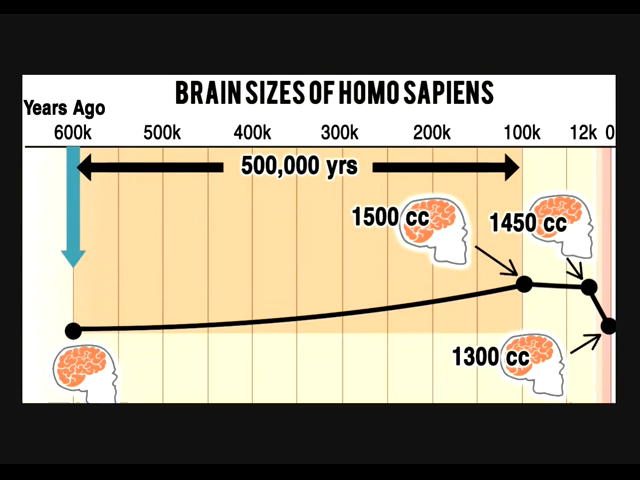 BRAIN SIZES OF HOMO SAPIENS
Years Ago
600k 500k 400k 300k 200k 100k 12k 0
500,000 yrs
1500 cc
1450 cc
1300 cc